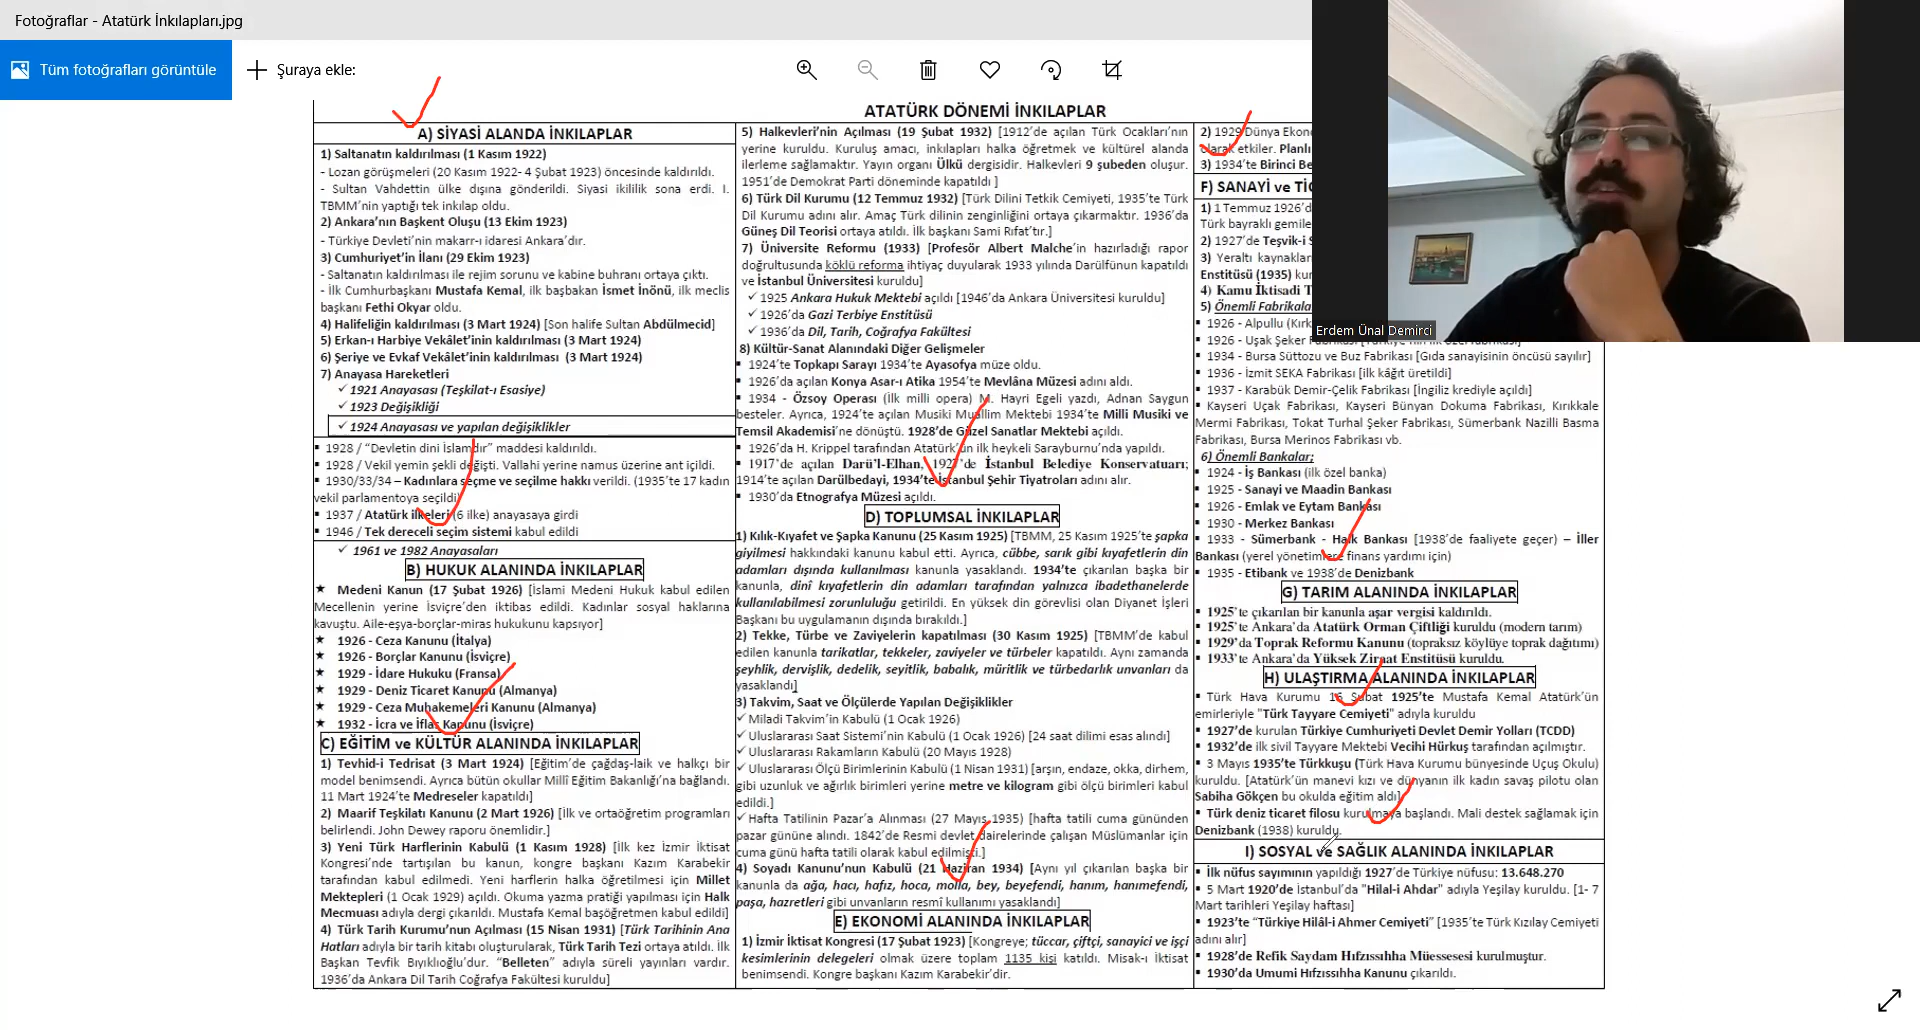 Fotoğraflar - Atatürk İnkılapları.jpg
Tüm fotoğrafları görüntüle
Şuraya ekle:
ATATÜRK DÖNEMİ İNKILAPLAR
A) SİYASİ ALANDA İNKILAPLAR
1) Saltanatın kaldırılması (1 Kasım 1922)
- Lozan görüşmeleri (20 Kasım 1922- 4 Şubat 1923) öncesinde kaldırıldı.
- Sultan Vahdettin ülke dışına gönderildi. Siyasi ikililik sona erdi. I.
TBMM'nin yaptığı tek inkılap oldu.
2) Ankara'nın Başkent Oluşu (13 Ekim 1923)
- Türkiye Devleti'nin makarr-ı idaresi Ankara'dır.
3) Cumhuriyet'in İlanı (29 Ekim 1923)
- Saltanatın kaldırılması ile rejim sorunu ve kabine buhranı ortaya çıktı.
- İlk Cumhurbaşkanı Mustafa Kemal, ilk başbakan İsmet İnönü, ilk meclis
başkanı Fethi Okyar oldu.
4) Halifeliğin kaldırılması (3 Mart 1924) [Son halife Sultan Abdülmecid]
5) Erkan-ı Harbiye Vekâlet'inin kaldırılması (3 Mart 1924)
6) Şeriye ve Evkaf Vekâlet'inin kaldırılması (3 Mart 1924)
7) Anayasa Hareketleri
✓ 1921 Anayasası (Teşkilat-ı Esasiye)
✓ 1923 Değişikliği
✓ 1924 Anayasası ve yapılan değişiklikler
▪ 1928 / "Devletin dini İslamdır" maddesi kaldırıldı.
▪ 1928 / Vekil yemin şekli değişti. Vallahi yerine namus üzerine ant içildi.
▪ 1930/33/34 – Kadınlara seçme ve seçilme hakkı verildi. (1935'te 17 kadın
vekil parlamentoya seçildi)
▪ 1937 / Atatürk ilkeleri (6 ilke) anayasaya girdi
▪ 1946 / Tek dereceli seçim sistemi kabul edildi
✓ 1961 ve 1982 Anayasaları
B) HUKUK ALANINDA İNKILAPLAR
★ Medeni Kanun (17 Şubat 1926) [İslami Medeni Hukuk kabul edilen
Mecellenin yerine İsviçre'den iktibas edildi. Kadınlar sosyal haklarına
kavuştu. Aile-eşya-borçlar-miras hukukunu kapsıyor]
★ 1926 - Ceza Kanunu (İtalya)
★ 1926 - Borçlar Kanunu (İsviçre)
★ 1929 - İdare Hukuku (Fransa)
★ 1929 - Deniz Ticaret Kanunu (Almanya)
★ 1929 - Ceza Muhakemeleri Kanunu (Almanya)
★ 1932 - İcra ve İflas Kanunu (İsviçre)
C) EĞİTİM ve KÜLTÜR ALANINDA İNKILAPLAR
1) Tevhid-i Tedrisat (3 Mart 1924) [Eğitim'de çağdaş-laik ve halkçı bir
model benimsendi. Ayrıca bütün okullar Millî Eğitim Bakanlığı'na bağlandı.
11 Mart 1924'te Medreseler kapatıldı]
2) Maarif Teşkilatı Kanunu (2 Mart 1926) [İlk ve ortaöğretim programları
belirlendi. John Dewey raporu önemlidir.]
3) Yeni Türk Harflerinin Kabulü (1 Kasım 1928) [İlk kez İzmir İktisat
Kongresi'nde tartışılan bu kanun, kongre başkanı Kazım Karabekir
tarafından kabul edilmedi. Yeni harflerin halka öğretilmesi için Millet
Mektepleri (1 Ocak 1929) açıldı. Okuma yazma pratiği yapılması için Halk
Mecmuası adıyla dergi çıkarıldı. Mustafa Kemal başöğretmen kabul edildi]
4) Türk Tarih Kurumu'nun Açılması (15 Nisan 1931) [Türk Tarihinin Ana
Hatları adıyla bir tarih kitabı oluşturularak, Türk Tarih Tezi ortaya atıldı. İlk
Başkan Tevfik Bıyıklıoğlu'dur. "Belleten" adıyla süreli yayınları vardır.
1936'da Ankara Dil Tarih Coğrafya Fakültesi kuruldu]
5) Halkevleri'nin Açılması (19 Şubat 1932) [1912'de açılan Türk Ocakları'nın
yerine kuruldu. Kuruluş amacı, inkılapları halka öğretmek ve kültürel alanda
ilerleme sağlamaktır. Yayın organı Ülkü dergisidir. Halkevleri 9 şubeden oluşur.
1951'de Demokrat Parti döneminde kapatıldı ]
6) Türk Dil Kurumu (12 Temmuz 1932) [Türk Dilini Tetkik Cemiyeti, 1935'te Türk
Dil Kurumu adını alır. Amaç Türk dilinin zenginliğini ortaya çıkarmaktır. 1936'da
Güneş Dil Teorisi ortaya atıldı. İlk başkanı Sami Rıfat'tır.]
7) Üniversite Reformu (1933) [Profesör Albert Malche'in hazırladığı rapor
doğrultusunda köklü reforma ihtiyaç duyularak 1933 yılında Darülfünun kapatıldı
ve İstanbul Üniversitesi kuruldu]
✓ 1925 Ankara Hukuk Mektebi açıldı [1946'da Ankara Üniversitesi kuruldu]
✓ 1926'da Gazi Terbiye Enstitüsü
✓ 1936'da Dil, Tarih, Coğrafya Fakültesi
8) Kültür-Sanat Alanındaki Diğer Gelişmeler
▪ 1924'te Topkapı Sarayı 1934'te Ayasofya müze oldu.
▪ 1926'da açılan Konya Asar-ı Atika 1954'te Mevlâna Müzesi adını aldı.
▪ 1934 - Özsoy Operası (İlk milli opera) M. Hayri Egeli yazdı, Adnan Saygun
besteler. Ayrıca, 1924'te açılan Musiki Muallim Mektebi 1934'te Milli Musiki ve
Temsil Akademisi'ne dönüştü. 1928'de Güzel Sanatlar Mektebi açıldı.
▪ 1926'da H. Krippel tarafından Atatürk'ün ilk heykeli Sarayburnu'nda yapıldı.
▪ 1917'de açılan Darü'l-Elhan, 1927'de İstanbul Belediye Konservatuarı;
1914'te açılan Darülbedayi, 1934'te İstanbul Şehir Tiyatroları adını alır.
▪ 1930'da Etnografya Müzesi açıldı.
D) TOPLUMSAL İNKILAPLAR
1) Kılık-Kıyafet ve Şapka Kanunu (25 Kasım 1925) [TBMM, 25 Kasım 1925'te şapka
giyilmesi hakkındaki kanunu kabul etti. Ayrıca, cübbe, sarık gibi kıyafetlerin din
adamları dışında kullanılması kanunla yasaklandı. 1934'te çıkarılan başka bir
kanunla, dinî kıyafetlerin din adamları tarafından yalnızca ibadethanelerde
kullanılabilmesi zorunluluğu getirildi. En yüksek din görevlisi olan Diyanet İşleri
Başkanı bu uygulamanın dışında bırakıldı.]
2) Tekke, Türbe ve Zaviyelerin kapatılması (30 Kasım 1925) [TBMM'de kabul
edilen kanunla tarikatlar, tekkeler, zaviyeler ve türbeler kapatıldı. Aynı zamanda
şeyhlik, dervişlik, dedelik, seyitlik, babalık, müritlik ve türbedarlık unvanları da
yasaklandı]
3) Takvim, Saat ve Ölçülerde Yapılan Değişiklikler
✓ Miladi Takvim'in Kabulü (1 Ocak 1926)
✓ Uluslararası Saat Sistemi'nin Kabulü (1 Ocak 1926) [24 saat dilimi esas alındı]
✓ Uluslararası Rakamların Kabulü (20 Mayıs 1928)
✓ Uluslararası Ölçü Birimlerinin Kabulü (1 Nisan 1931) [arşın, endaze, okka, dirhem,
gibi uzunluk ve ağırlık birimleri yerine metre ve kilogram gibi ölçü birimleri kabul
edildi.]
✓ Hafta Tatilinin Pazar'a Alınması (27 Mayıs 1935) [hafta tatili cuma gününden
pazar gününe alındı. 1842'de Resmi devlet dairelerinde çalışan Müslümanlar için
cuma günü hafta tatili olarak kabul edilmişti.]
4) Soyadı Kanunu'nun Kabulü (21 Haziran 1934) [Aynı yıl çıkarılan başka bir
kanunla da ağa, hacı, hafız, hoca, molla, bey, beyefendi, hanım, hanımefendi,
paşa, hazretleri gibi unvanların resmî kullanımı yasaklandı]
E) EKONOMİ ALANINDA İNKILAPLAR
1) İzmir İktisat Kongresi (17 Şubat 1923) [Kongreye; tüccar, çiftçi, sanayici ve işçi
kesimlerinin delegeleri olmak üzere toplam 1135 kişi katıldı. Misak-ı İktisat
benimsendi. Kongre başkanı Kazım Karabekir'dir.
2) 1929 Dünya Ekono
olarak etkiler. Planlı
3) 1934'te Birinci Be
F) SANAYİ ve TİC
1) 1 Temmuz 1926'da
Türk bayraklı gemile
2) 1927'de Teşvik-i S
3) Yeraltı kaynakları
Enstitüsü (1935) kur
4) Kamu İktisadi T
5) Önemli Fabrikala
▪ 1926 - Alpullu (Kırk
▪ 1926 - Uşak Şeker Fabrikası [Türkiye'nin ilk özel fabrikası]
▪ 1934 - Bursa Süttozu ve Buz Fabrikası [Gıda sanayisinin öncüsü sayılır]
▪ 1936 - İzmit SEKA Fabrikası [ilk kâğıt üretildi]
▪ 1937 - Karabük Demir-Çelik Fabrikası [İngiliz krediyle açıldı]
▪ Kayseri Uçak Fabrikası, Kayseri Bünyan Dokuma Fabrikası, Kırıkkale
Mermi Fabrikası, Tokat Turhal Şeker Fabrikası, Sümerbank Nazilli Basma
Fabrikası, Bursa Merinos Fabrikası vb.
6) Önemli Bankalar;
▪ 1924 - İş Bankası (ilk özel banka)
▪ 1925 - Sanayi ve Maadin Bankası
▪ 1926 - Emlak ve Eytam Bankası
▪ 1930 - Merkez Bankası
▪ 1933 - Sümerbank - Halk Bankası [1938'de faaliyete geçer) – İller
Bankası (yerel yönetimlere finans yardımı için)
▪ 1935 - Etibank ve 1938'de Denizbank
G) TARIM ALANINDA İNKILAPLAR
▪ 1925'te çıkarılan bir kanunla aşar vergisi kaldırıldı.
▪ 1925'te Ankara'da Atatürk Orman Çiftliği kuruldu (modern tarım)
▪ 1929'da Toprak Reformu Kanunu (topraksız köylüye toprak dağıtımı)
▪ 1933'te Ankara'da Yüksek Ziraat Enstitüsü kuruldu.
H) ULAŞTIRMA ALANINDA İNKILAPLAR
▪ Türk Hava Kurumu 16 Şubat 1925'te Mustafa Kemal Atatürk'ün
emirleriyle "Türk Tayyare Cemiyeti" adıyla kuruldu
▪ 1927'de kurulan Türkiye Cumhuriyeti Devlet Demir Yolları (TCDD)
▪ 1932'de ilk sivil Tayyare Mektebi Vecihi Hürkuş tarafından açılmıştır.
▪ 3 Mayıs 1935'te Türkkuşu (Türk Hava Kurumu bünyesinde Uçuş Okulu)
kuruldu. [Atatürk'ün manevi kızı ve dünyanın ilk kadın savaş pilotu olan
Sabiha Gökçen bu okulda eğitim aldı]
▪ Türk deniz ticaret filosu kurulmaya başlandı. Mali destek sağlamak için
Denizbank (1938) kuruldu.
I) SOSYAL ve SAĞLIK ALANINDA İNKILAPLAR
▪ İlk nüfus sayımının yapıldığı 1927'de Türkiye nüfusu: 13.648.270
▪ 5 Mart 1920'de İstanbul'da "Hilal-i Ahdar" adıyla Yeşilay kuruldu. [1- 7
Mart tarihleri Yeşilay haftası]
▪ 1923'te "Türkiye Hilâl-i Ahmer Cemiyeti" [1935'te Türk Kızılay Cemiyeti
adını alır]
▪ 1928'de Refik Saydam Hıfzıssıhha Müessesesi kurulmuştur.
▪ 1930'da Umumi Hıfzıssıhha Kanunu çıkarıldı.
Erdem Ünal Demirci